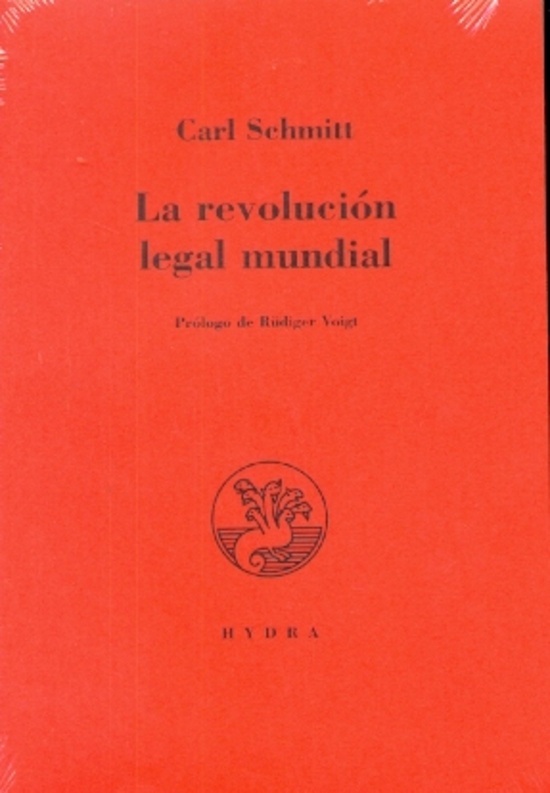 Carl Schmitt
La revolución
legal mundial
Prólogo de Rüdiger Voigt
HYDRA